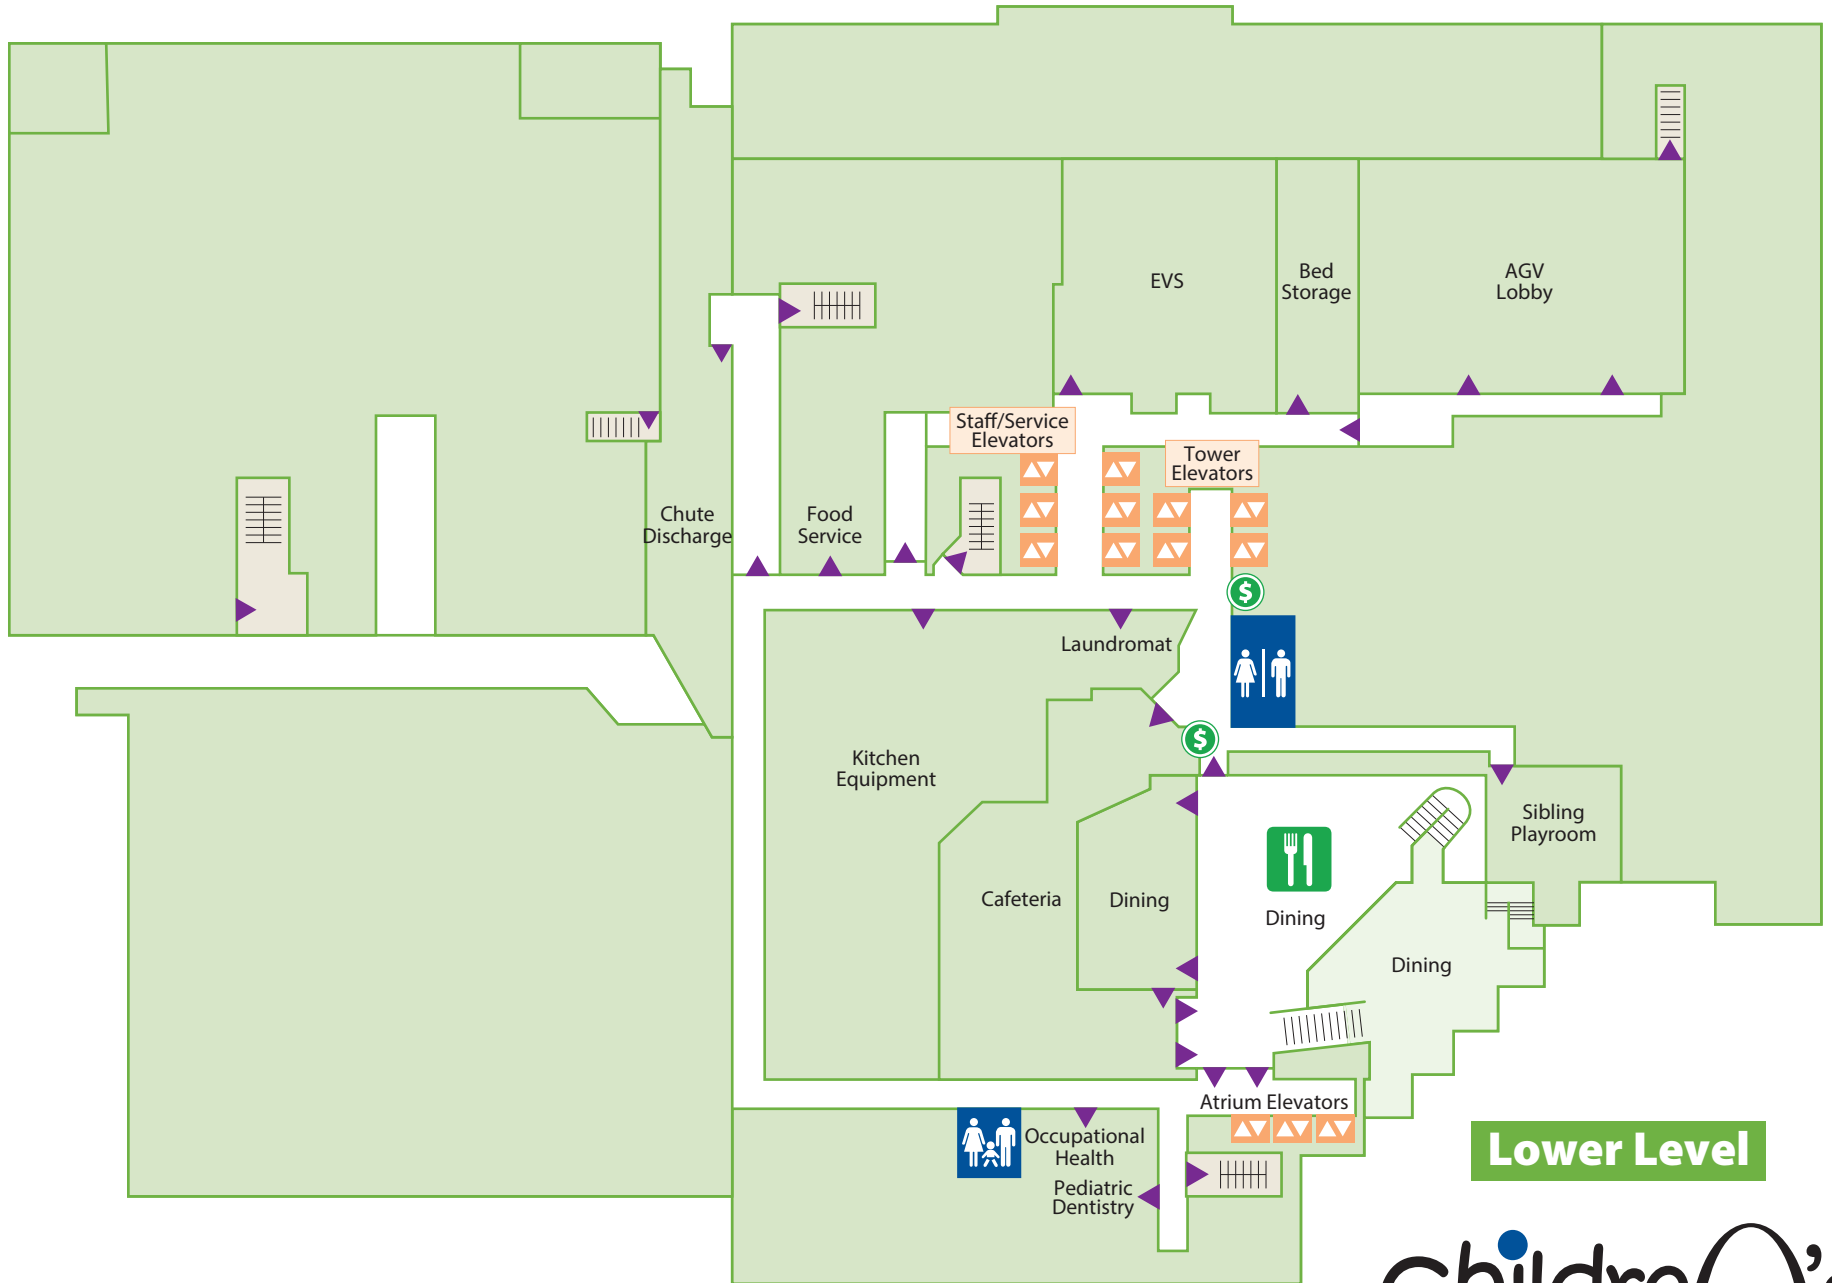 EVS
Bed
Storage
AGV
Lobby
Staff/Service
Elevators
Tower
Elevators
Chute
Discharge
Food
Service
$
Laundromat
$
Kitchen
Equipment
Sibling
Playroom
Cafeteria
Dining
Dining
Dining
Atrium Elevators
Occupational
Health
Pediatric
Dentistry
Lower Level